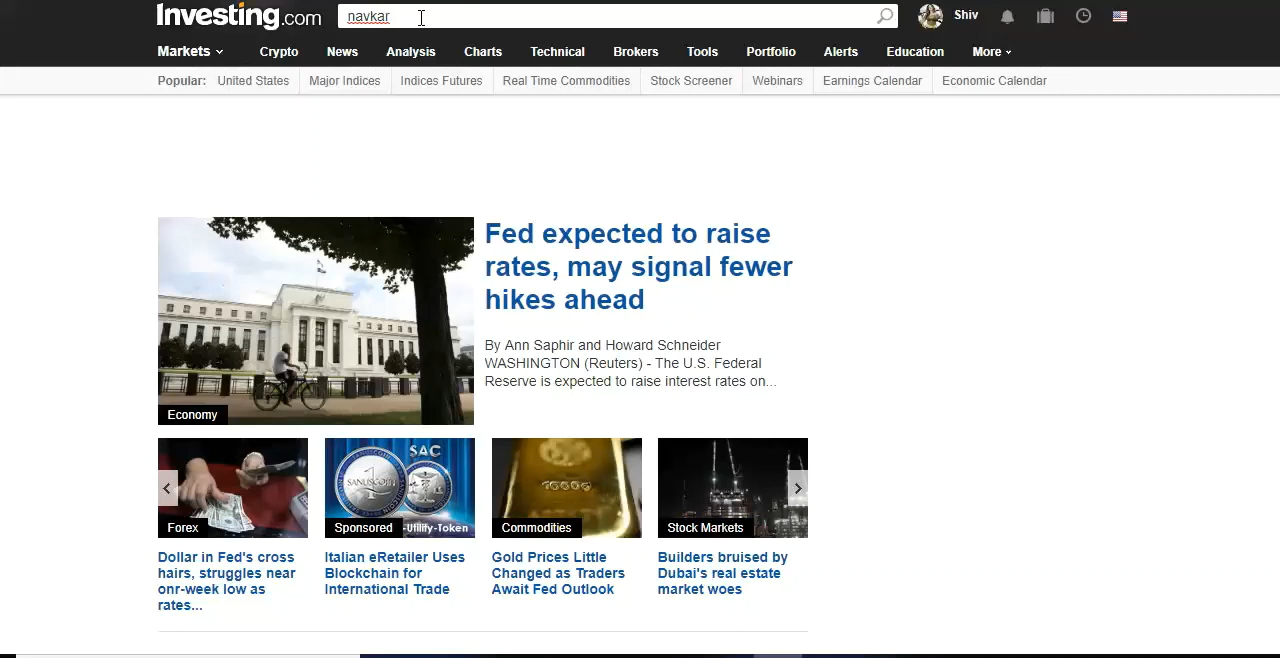 Investing.com
navkar
Shiv
Markets
Crypto
News
Analysis
Charts
Technical
Brokers
Tools
Portfolio
Alerts
Education
More
Popular:
United States
Major Indices
Indices Futures
Real Time Commodities
Stock Screener
Webinars
Earnings Calendar
Economic Calendar
Fed expected to raise
rates, may signal fewer
hikes ahead
By Ann Saphir and Howard Schneider
WASHINGTON (Reuters) - The U.S. Federal
Reserve is expected to raise interest rates on...
Economy
Forex
Dollar in Fed's cross
hairs, struggles near
onr-week low as
rates...
SAC
SANUSCOIN
Sponsored
-Utility-Token
Italian eRetailer Uses
Blockchain for
International Trade
Commodities
Gold Prices Little
Changed as Traders
Await Fed Outlook
Stock Markets
Builders bruised by
Dubai's real estate
market woes